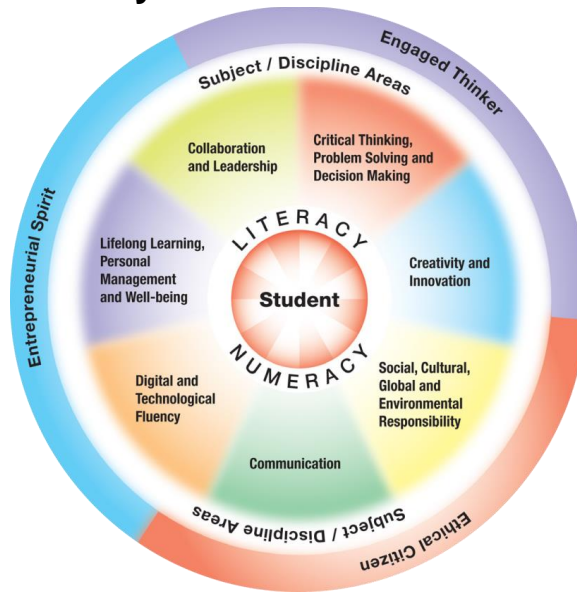 Engaged Thinker
Subject / Discipline Areas
Collaboration
and Leadership
Critical Thinking,
Problem Solving and
Decision Making
Entrepreneurial Spirit
Lifelong Learning,
Personal
Management
and Well-being
LITERACY
Student
NUMERACY
Creativity and
Innovation
Digital and
Technological
Fluency
Social, Cultural,
Global and
Environmental
Responsibility
Communication
Subject / Discipline Areas
Ethical Citizen